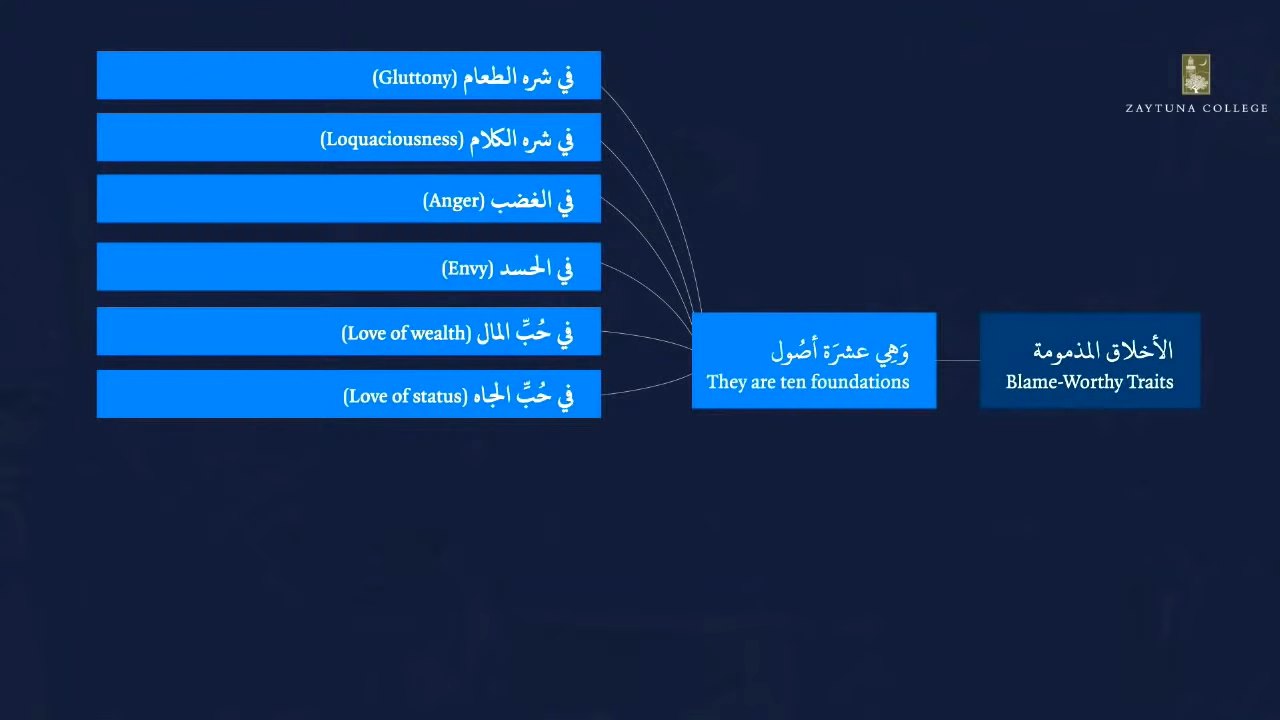 في شره الطعام (Gluttony)
في شره الكلام (Loquaciousness)
في الغضب (Anger)
في الحسد (Envy)
في حُبِّ المال (Love of wealth)
في حُبِّ الجاه (Love of status)
وَهِي عشرَة أصُول
They are ten foundations
الأخلاق المذمومة
Blame-Worthy Traits
ZAYTUNA COLLEGE